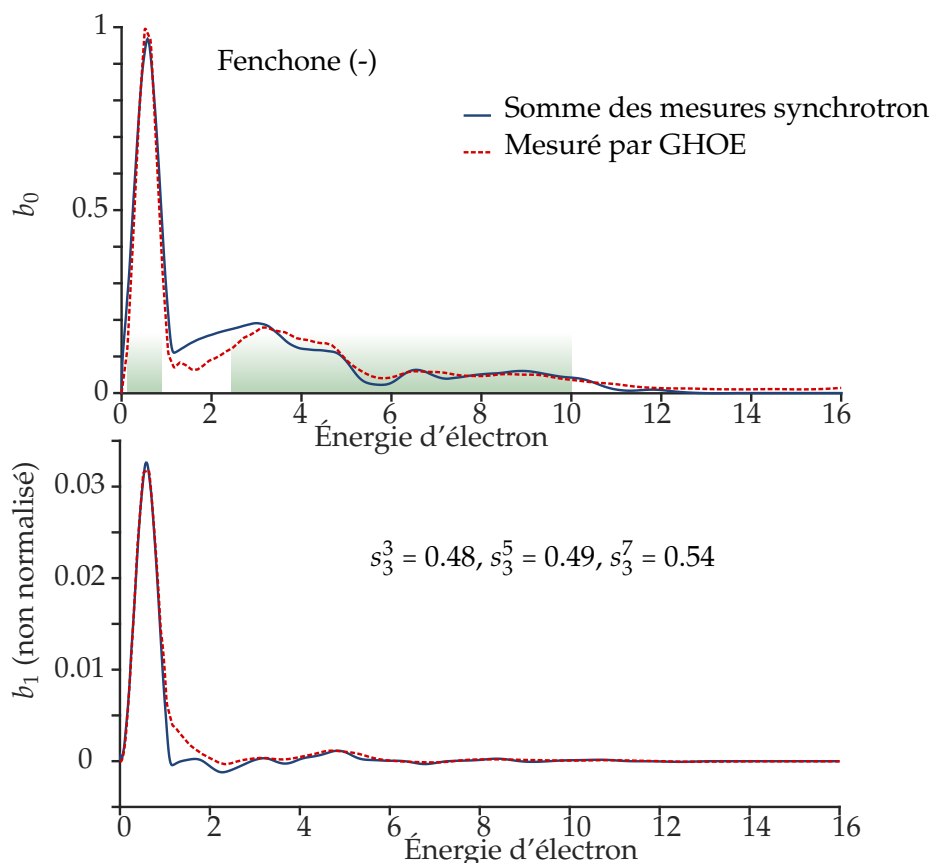 1
Fenchone (-)
Somme des mesures synchrotron
Mesuré par GHOE
0.5
b₀
0
0 2 4 6 8 10 12 14 16
Énergie d'électron
0.03
s₃³ = 0.48, s₃⁵ = 0.49, s₃⁷ = 0.54
0.02
b₁ (non normalisé)
0.01
0
0 2 4 6 8 10 12 14 16
Énergie d'électron